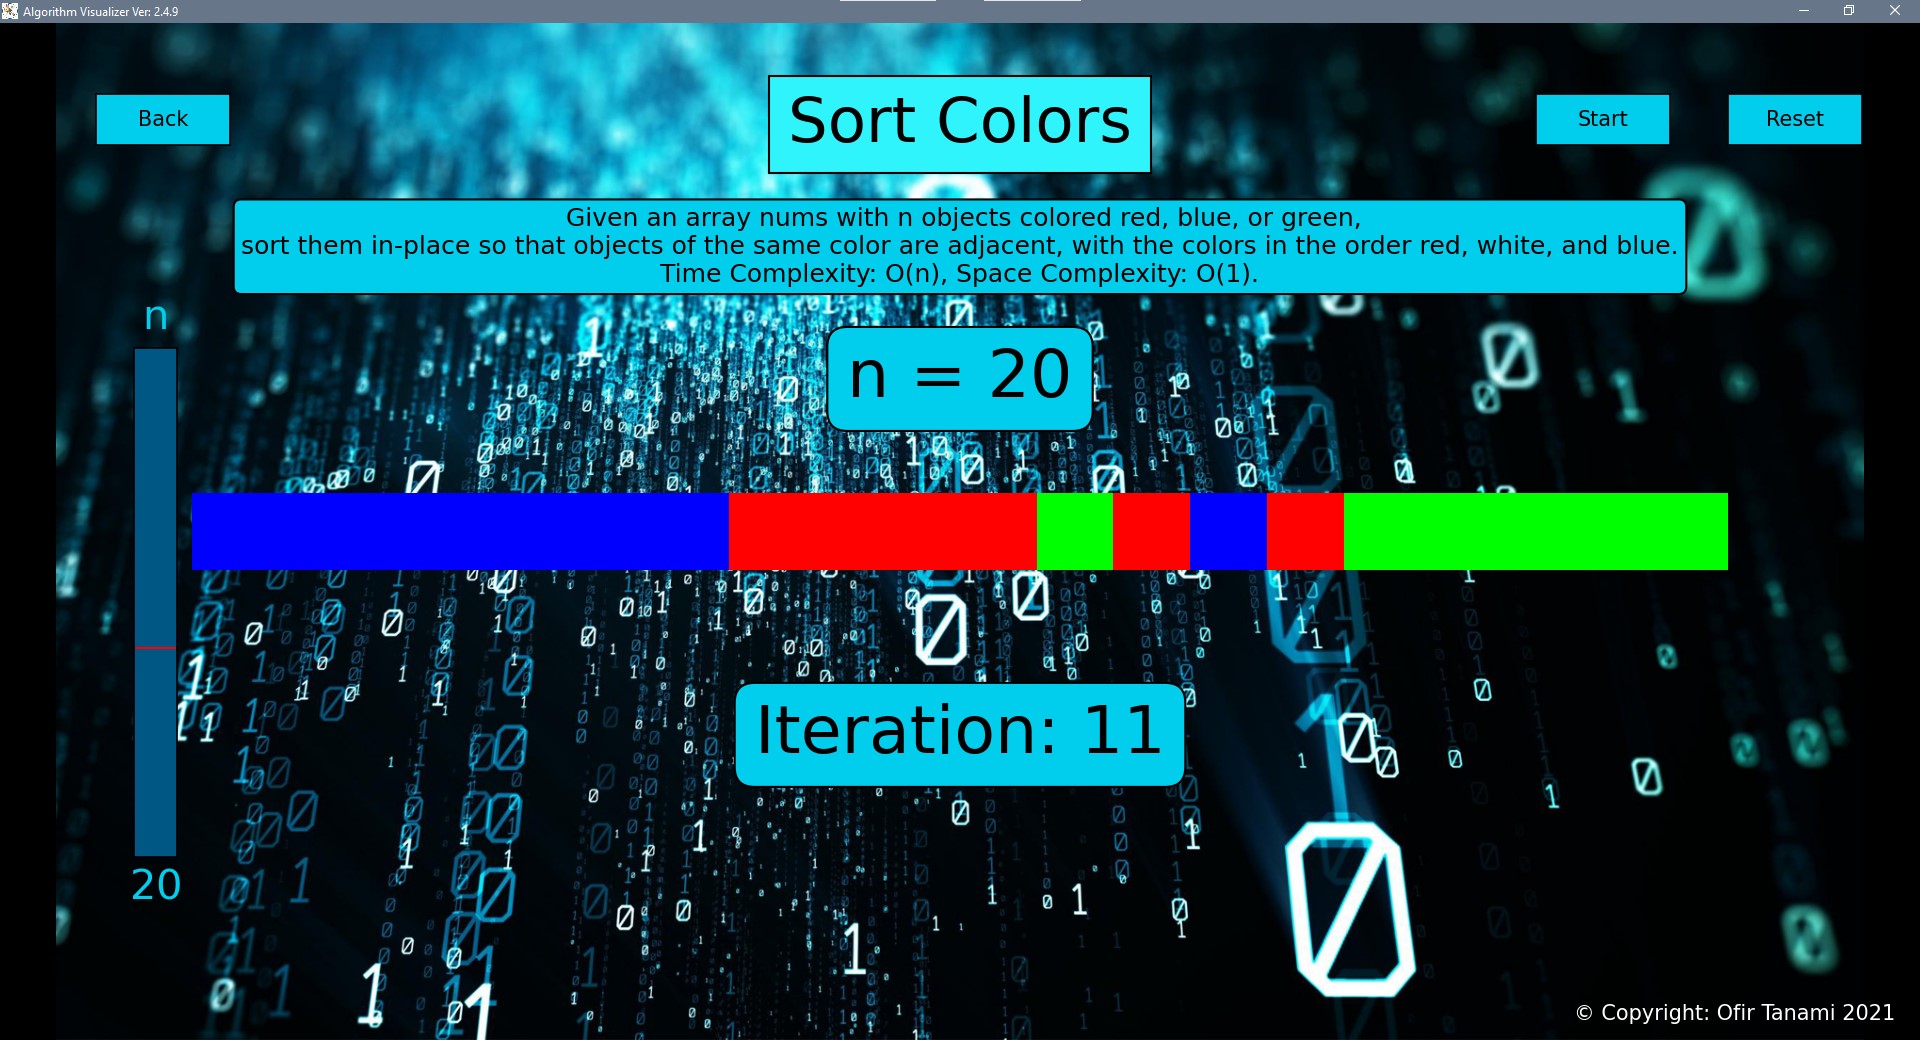 Algorithm Visualizer Ver: 2.4.9
Back
Sort Colors
Start
Reset
Given an array nums with n objects colored red, blue, or green,
sort them in-place so that objects of the same color are adjacent, with the colors in the order red, white, and blue.
Time Complexity: O(n), Space Complexity: O(1).
n
n = 20
Iteration: 11
20
© Copyright: Ofir Tanami 2021